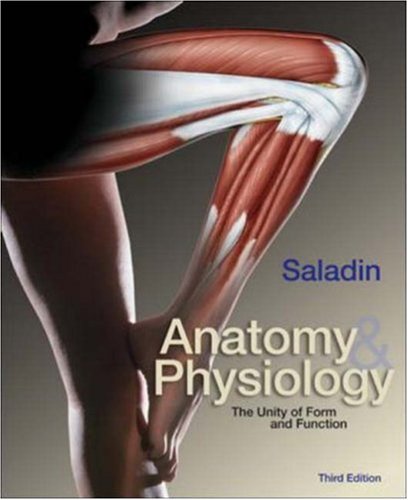 Saladin
Anatomy &
Physiology
The Unity of Form
and Function
Third Edition